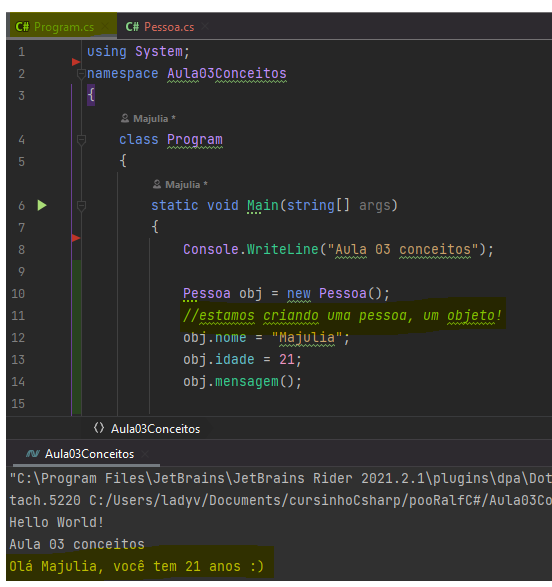 C# Program.cs × C# Pessoa.cs ×
1 using System;
2 namespace Aula03Conceitos
3 {
Majulia *
4 class Program
5 {
Majulia *
6 static void Main(string[] args)
7 {
8 Console.WriteLine("Aula 03 conceitos");
9
10 Pessoa obj = new Pessoa();
11 //estamos criando uma pessoa, um objeto!
12 obj.nome = "Majulia";
13 obj.idade = 21;
14 obj.mensagem();
15
Aula03Conceitos
Aula03Conceitos ×
"C:\Program Files\JetBrains\JetBrains Rider 2021.2.1\plugins\dpa\Dot
tach.5220 C:/Users/ladyv/Documents/cursinhoCsharp/pooRalfC#/Aula03Co
Hello World!
Aula 03 conceitos
Olá Majulia, você tem 21 anos :)